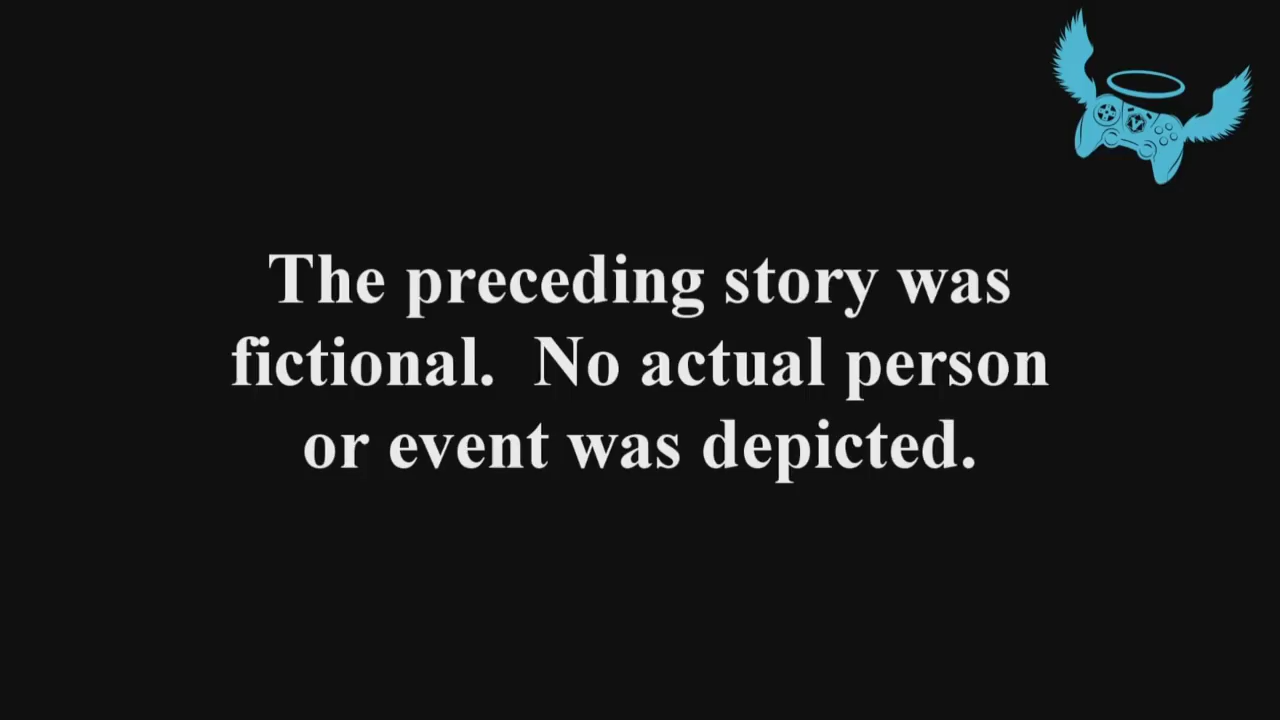 The preceding story was
fictional.  No actual person
or event was depicted.
V